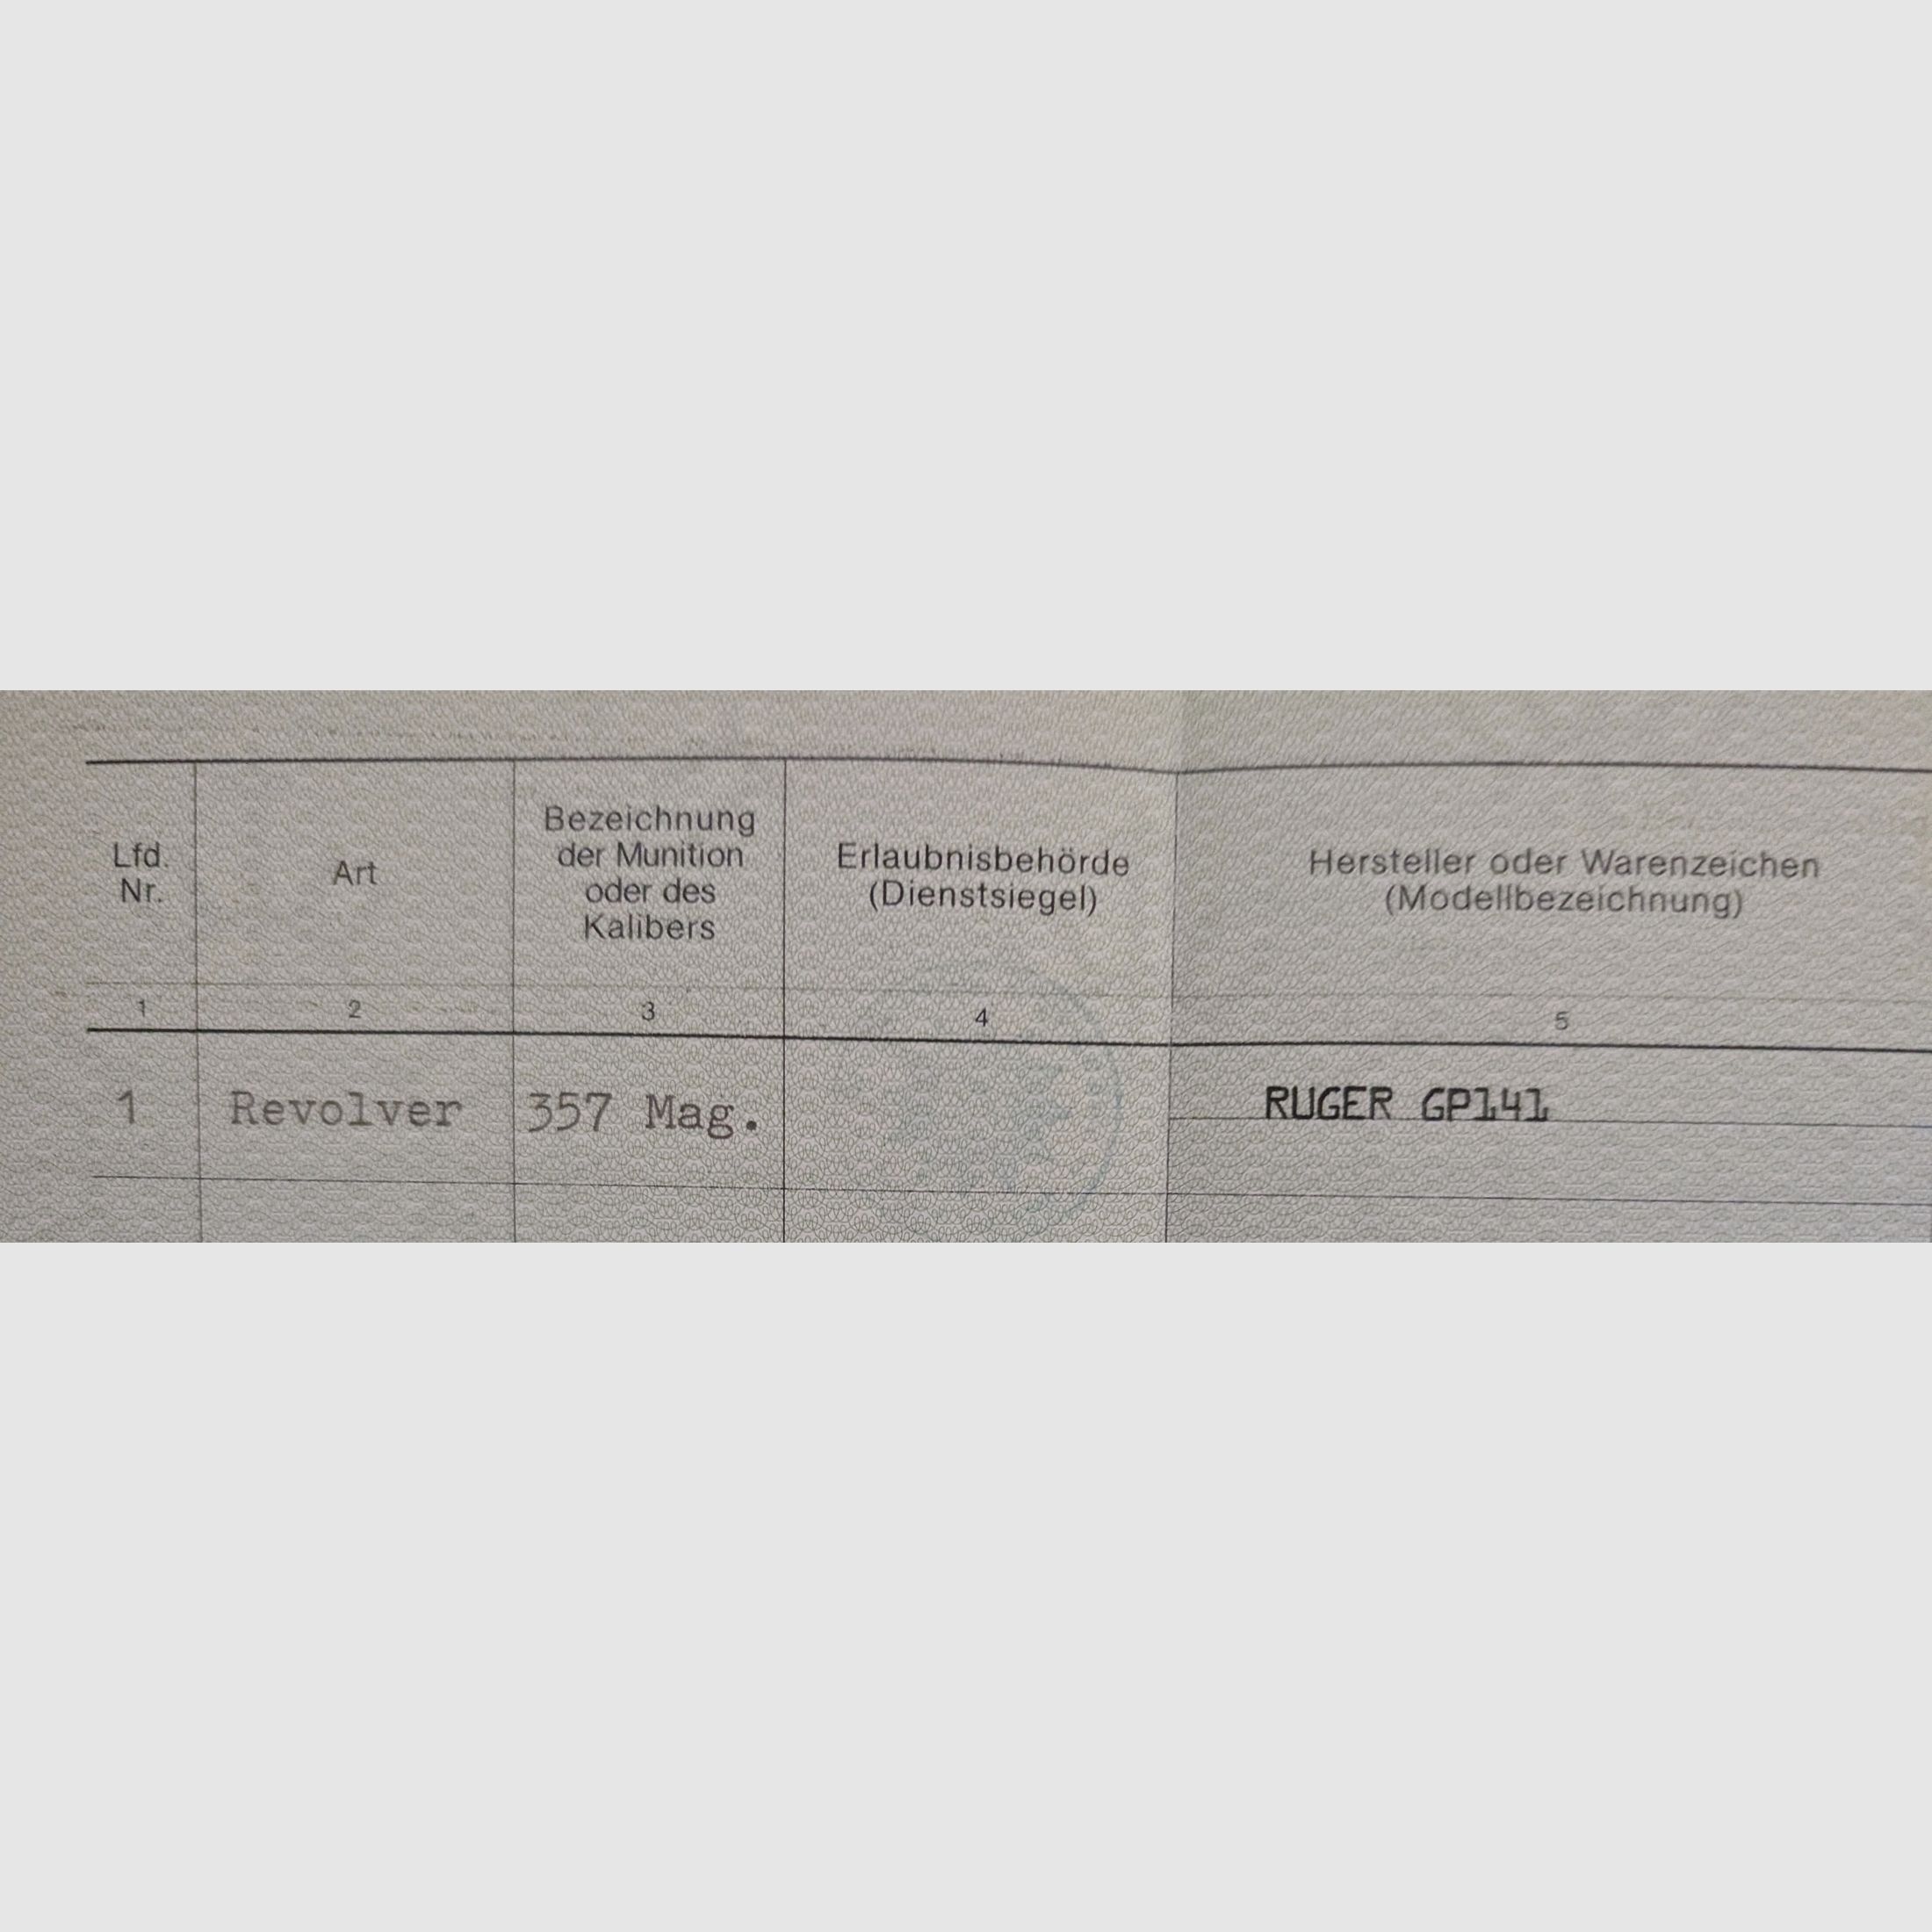 Lfd.
Nr.
Art
Bezeichnung
der Munition
oder des
Kalibers
Erlaubnisbehörde
(Dienstsiegel)
Hersteller oder Warenzeichen
(Modellbezeichnung)
1 2 3 4 5
1 Revolver 357 Mag. RUGER GP141